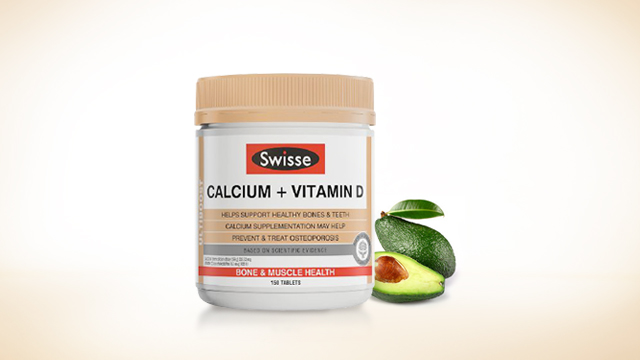 Swisse
CALCIUM + VITAMIN D
HELPS SUPPORT HEALTHY BONES & TEETH
CALCIUM SUPPLEMENTATION MAY HELP
PREVENT & TREAT OSTEOPOROSIS
BASED ON SCIENTIFIC EVIDENCE
BONE & MUSCLE HEALTH
150 TABLETS